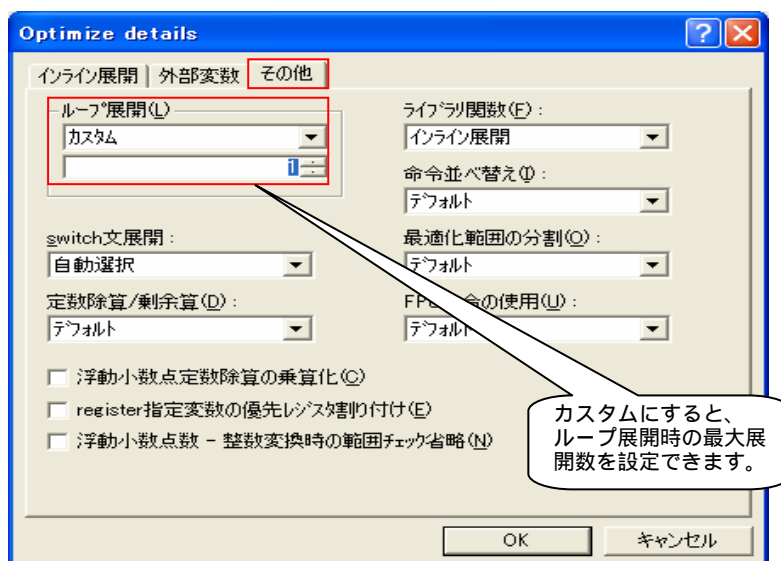 Optimize details
インライン展開
外部変数
その他
ループ展開(L)
カスタム
1
switch文展開:
自動選択
定数除算/剰余算(D):
デフォルト
ライブラリ関数(F):
インライン展開
命令並べ替え(I):
デフォルト
最適化範囲の分割(O):
デフォルト
の使用(U):
デフォルト
浮動小数点定数除算の乗算化(C)
register指定変数の優先レジスタ割り付け(E)
浮動小数点数 - 整数変換時の範囲チェック省略(N)
カスタムにすると、
ループ展開時の最大展
開数を設定できます。
OK
キャンセル